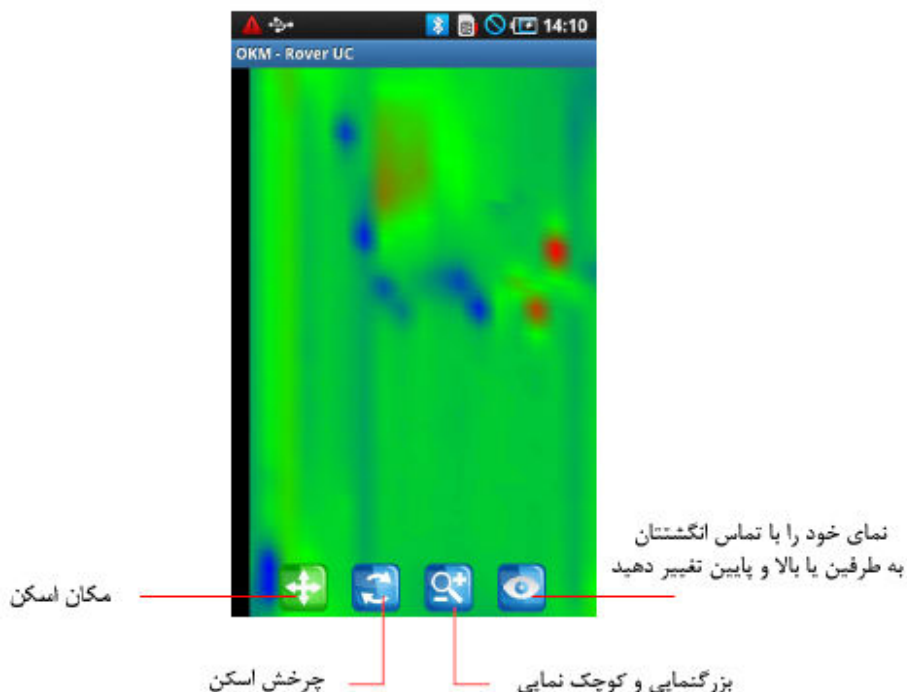 14:10
OKM - Rover UC
نمای خود را با تماس انگشتتان
به طرفین یا بالا و پایین تغییر دهید
مکان اسکن
چرخش اسکن
بزرگنمایی و کوچک نمایی